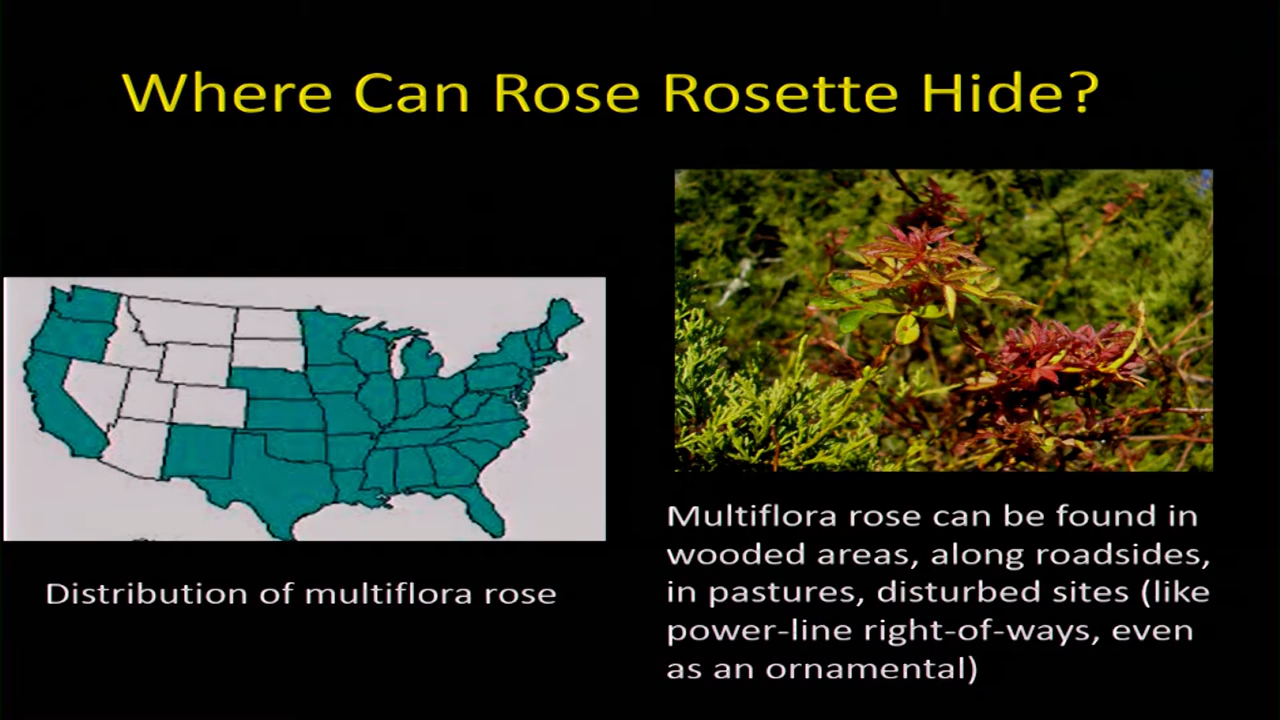 Where Can Rose Rosette Hide?
Distribution of multiflora rose
Multiflora rose can be found in
wooded areas, along roadsides,
in pastures, disturbed sites (like
power-line right-of-ways, even
as an ornamental)